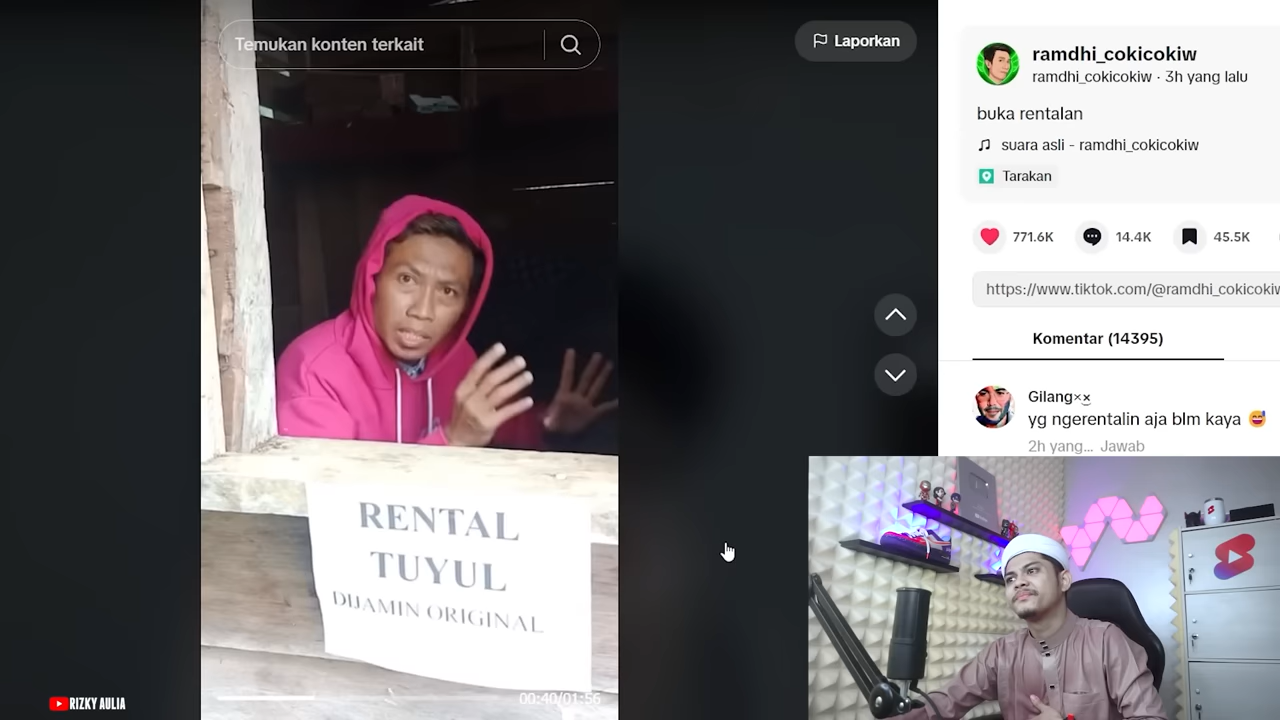 Temukan konten terkait
Laporkan
RENTAL
TUYUL
DIJAMIN ORIGINAL
00:40/01:56
RIZKY AULIA
ramdhi_cokicokiw
ramdhi_cokicokiw · 3h yang lalu
buka rentalan
suara asli - ramdhi_cokicokiw
Tarakan
771.6K
14.4K
45.5K
https://www.tiktok.com/@ramdhi_cokicokiw
Komentar (14395)
Gilang
yg ngerentalin aja blm kaya 😅
2h yang... Jawab